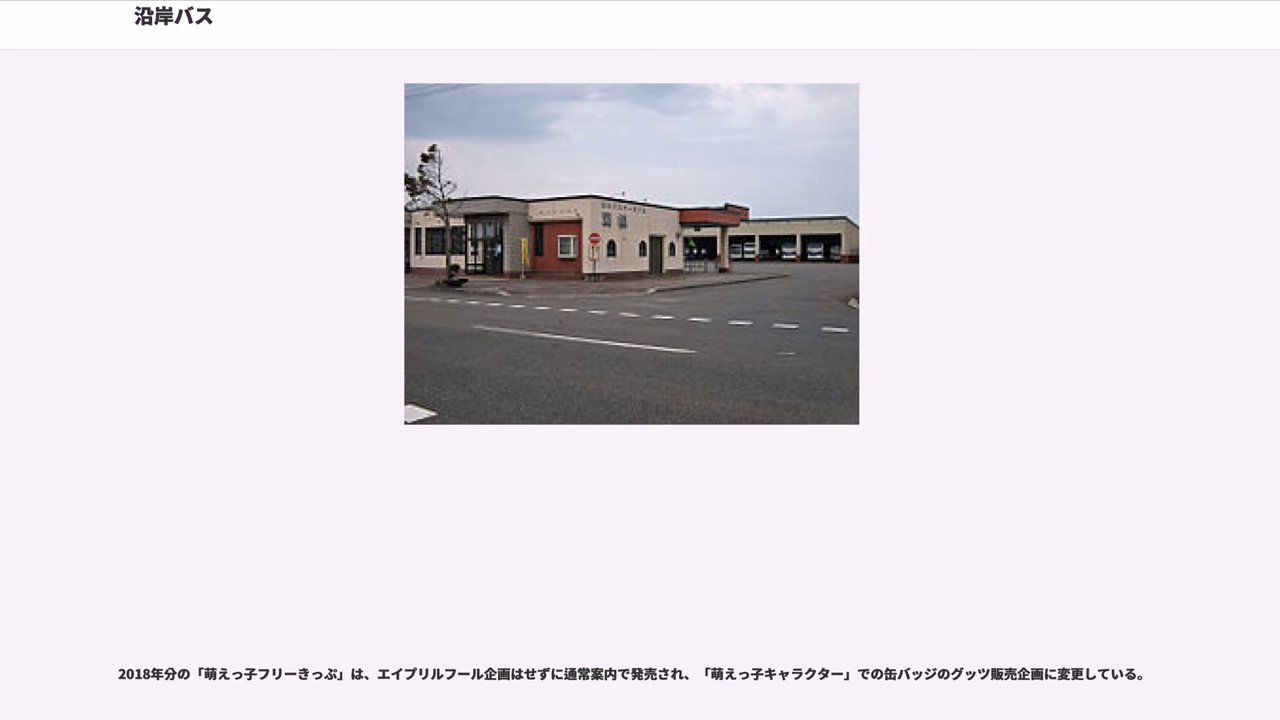 沿岸バス
2018年分の「萌えっ子フリーきっぷ」は、エイプリルフール企画はせずに通常案内で発売され、「萌えっ子キャラクター」での缶バッジのグッツ販売企画に変更している。